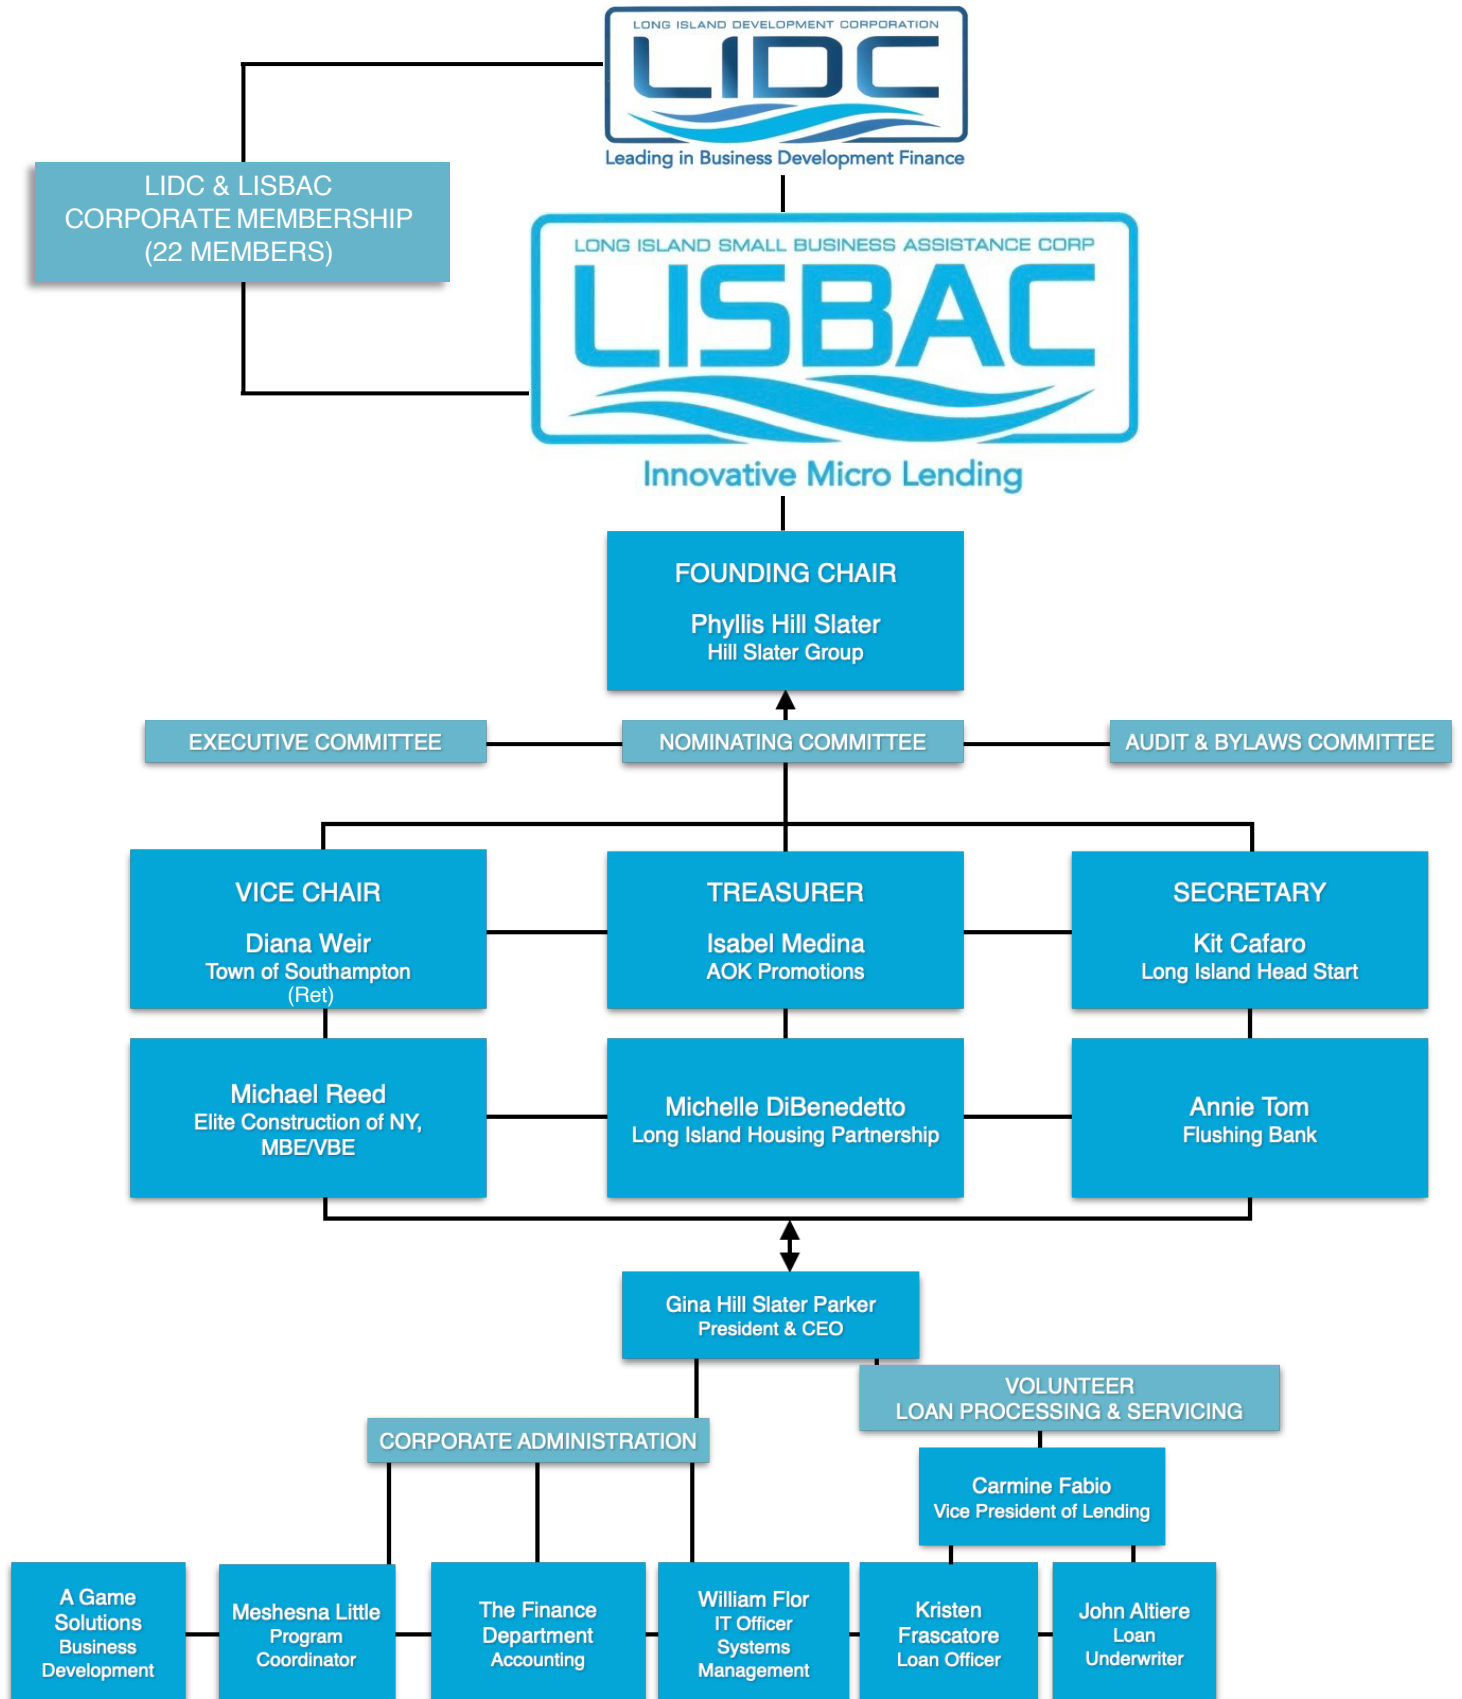 LONG ISLAND DEVELOPMENT CORPORATION
LIDC
Leading in Business Development Finance
LIDC & LISBAC
CORPORATE MEMBERSHIP
(22 MEMBERS)
LONG ISLAND SMALL BUSINESS ASSISTANCE CORP
LISBAC
Innovative Micro Lending
FOUNDING CHAIR
Phyllis Hill Slater
Hill Slater Group
EXECUTIVE COMMITTEE
NOMINATING COMMITTEE
AUDIT & BYLAWS COMMITTEE
VICE CHAIR
Diana Weir
Town of Southampton
(Ret)
TREASURER
Isabel Medina
AOK Promotions
SECRETARY
Kit Cafaro
Long Island Head Start
Michael Reed
Elite Construction of NY,
MBE/VBE
Michelle DiBenedetto
Long Island Housing Partnership
Annie Tom
Flushing Bank
Gina Hill Slater Parker
President & CEO
VOLUNTEER
LOAN PROCESSING & SERVICING
CORPORATE ADMINISTRATION
Carmine Fabio
Vice President of Lending
A Game
Solutions
Business
Development
Meshesna Little
Program
Coordinator
The Finance
Department
Accounting
William Flor
IT Officer
Systems
Management
Kristen
Frascatore
Loan Officer
John Altiere
Loan
Underwriter